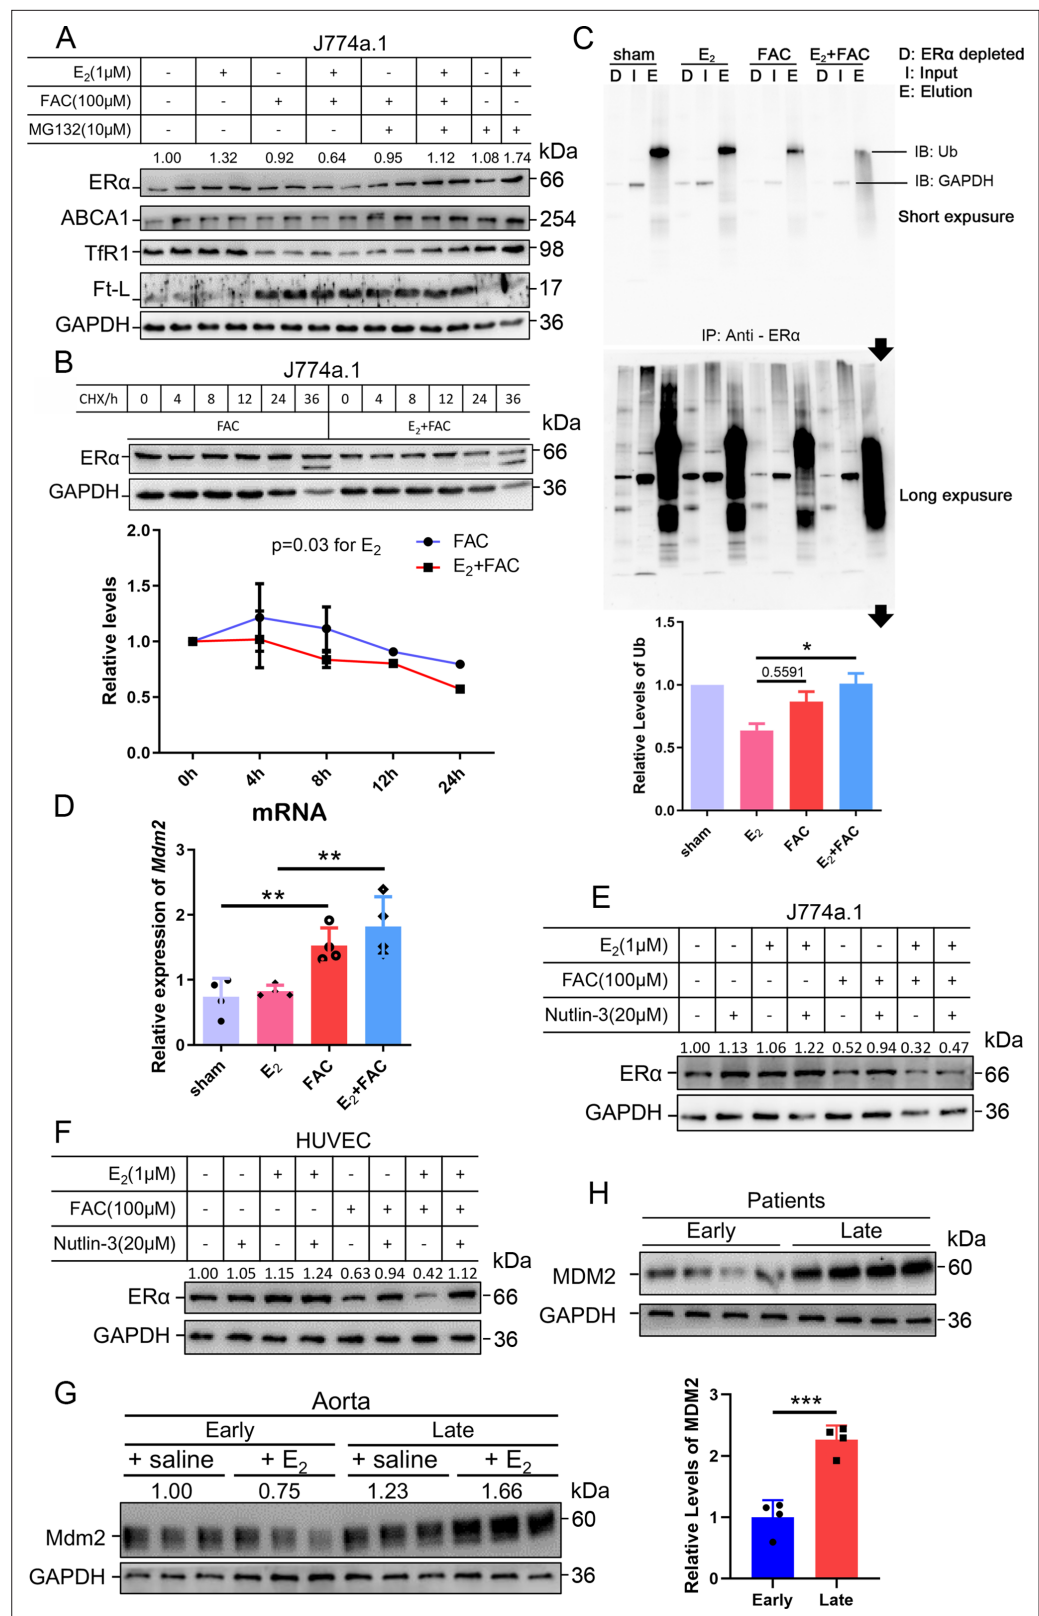 A
J774a.1
E2(1μM) - + - + - + - +
FAC(100μM) - - + + + + - -
MG132(10μM) - - - - + + + +
1.00 1.32 0.92 0.64 0.95 1.12 1.08 1.74 kDa
ERα 66
ABCA1 254
TfR1 98
Ft-L 17
GAPDH 36
B
J774a.1
CHX/h 0 4 8 12 24 36 0 4 8 12 24 36
FAC E2+FAC kDa
ERα 66
GAPDH 36
p=0.03 for E2
FAC
E2+FAC
Relative levels
2.0
1.5
1.0
0.5
0.0
0h 4h 8h 12h 24h
C
sham E2 FAC E2+FAC
D I E D I E D I E D I E
D: ERα depleted
I: Input
E: Elution
IB: Ub
IB: GAPDH
Short expusure
IP: Anti - ERα
Long expusure
Relative Levels of Ub
1.5
1.0
0.5
0.0
*
0.5591
sham E2 FAC E2+FAC
D
mRNA
Relative expression of Mdm2
3
2
1
0
**
**
sham E2 FAC E2+FAC
E
J774a.1
E2(1μM) - - + + - - + +
FAC(100μM) - - - - + + + +
Nutlin-3(20μM) - + - + - + - +
1.00 1.13 1.06 1.22 0.52 0.94 0.32 0.47 kDa
ERα 66
GAPDH 36
F
HUVEC
E2(1μM) - - + + - - + +
FAC(100μM) - - - - + + + +
Nutlin-3(20μM) - + - + - + - +
kDa
1.00 1.05 1.15 1.24 0.63 0.94 0.42 1.12
ERα 66
GAPDH 36
G
Aorta
Early Late
+ saline + E2 + saline + E2
1.00 0.75 1.23 1.66 kDa
Mdm2 60
GAPDH 36
H
Patients
Early Late
kDa
MDM2 60
GAPDH 36
Relative Levels of MDM2
3
2
1
0
***
Early Late